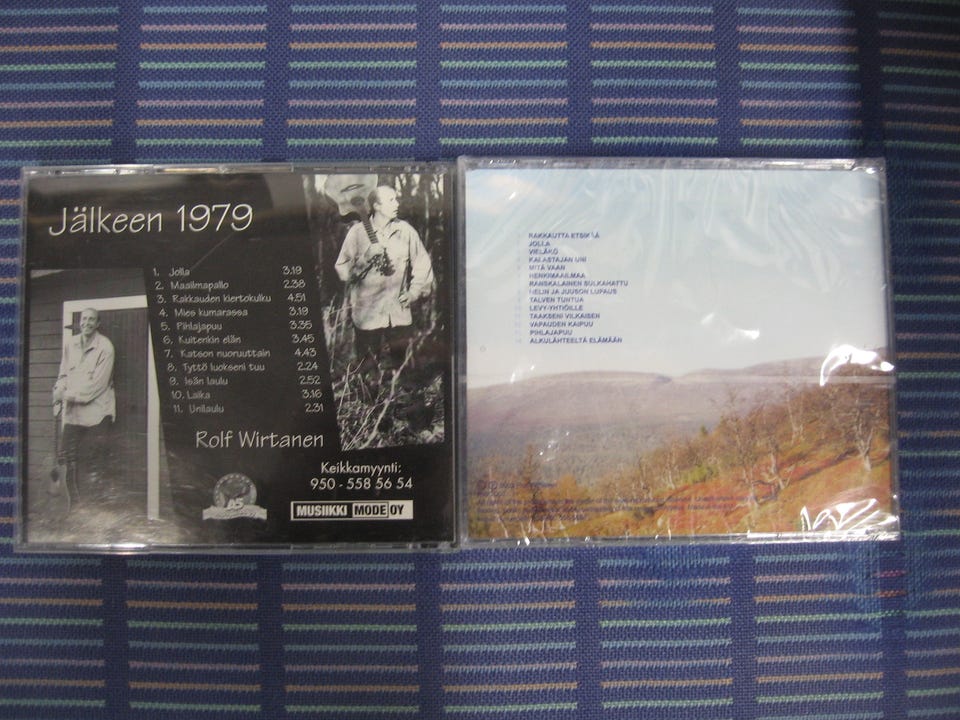 Jälkeen 1979
1. Jolla 3.19
2. Maailmapallo 2.38
3. Rakkauden kiertokulku 4.51
4. Mies kumarassa 3.19
5. Pihlajapuu 3.35
6. Kuitenkin elän 3.45
7. Katson nuoruuttain 4.43
8. Tyttö luokseni tuu 2.24
9. Isän laulu 2.52
10. Laika 3.16
11. Unilaulu 2.31
Rolf Wirtanen
Keikkamyynti:
950 - 558 56 54
MUSIIKKI MODE OY
RAKKAUTTA ETSIKÄÄ
JOLLA
VIELÄKÖ
KALASTAJAN UNI
MITÄ VAAN
HENKIMAAILMAA
RANSKALAINEN SULKAHATTU
HELIN JA JUUSON LUPAUS
TALVEN TUNTUA
LEVY-YHTIÖILLE
TAAKSENI VILKAISEN
VAPAUDEN KAIPUU
PIHLAJAPUU
ALKULÄHTEELTÄ ELÄMÄÄN